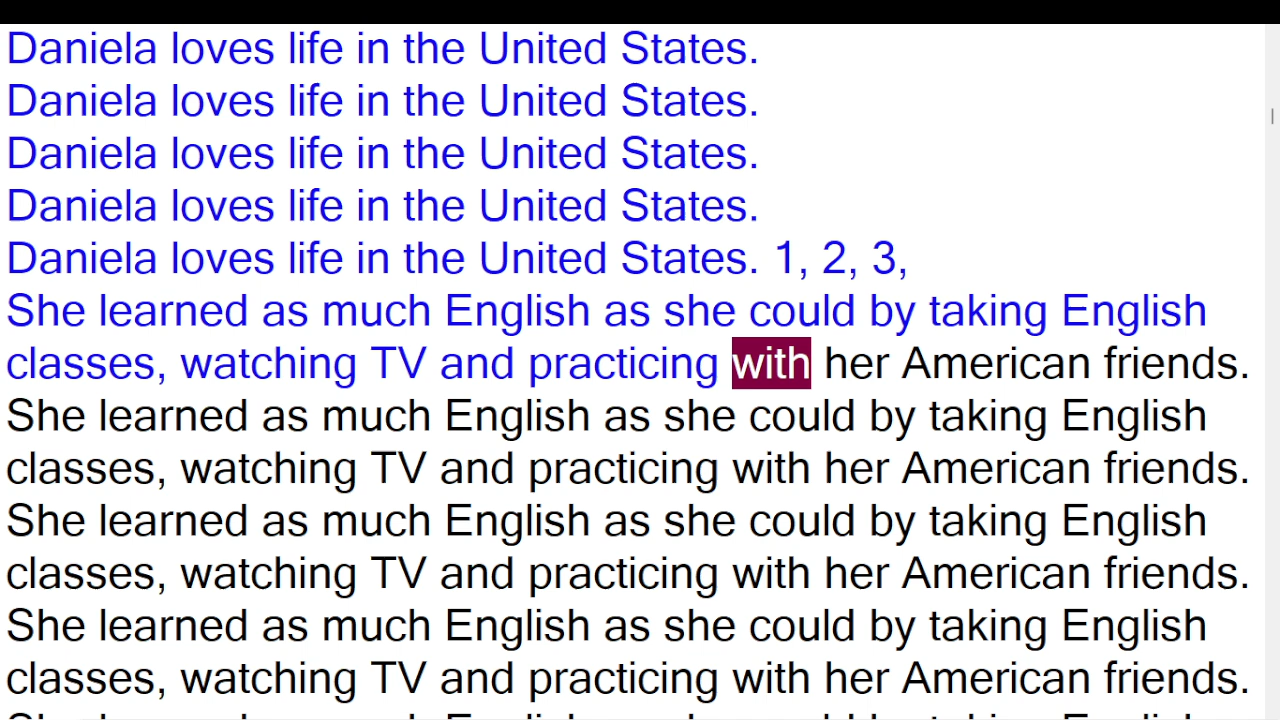 Daniela loves life in the United States.
Daniela loves life in the United States.
Daniela loves life in the United States.
Daniela loves life in the United States.
Daniela loves life in the United States. 1, 2, 3,
She learned as much English as she could by taking English
classes, watching TV and practicing with her American friends.
She learned as much English as she could by taking English
classes, watching TV and practicing with her American friends.
She learned as much English as she could by taking English
classes, watching TV and practicing with her American friends.
She learned as much English as she could by taking English
classes, watching TV and practicing with her American friends.